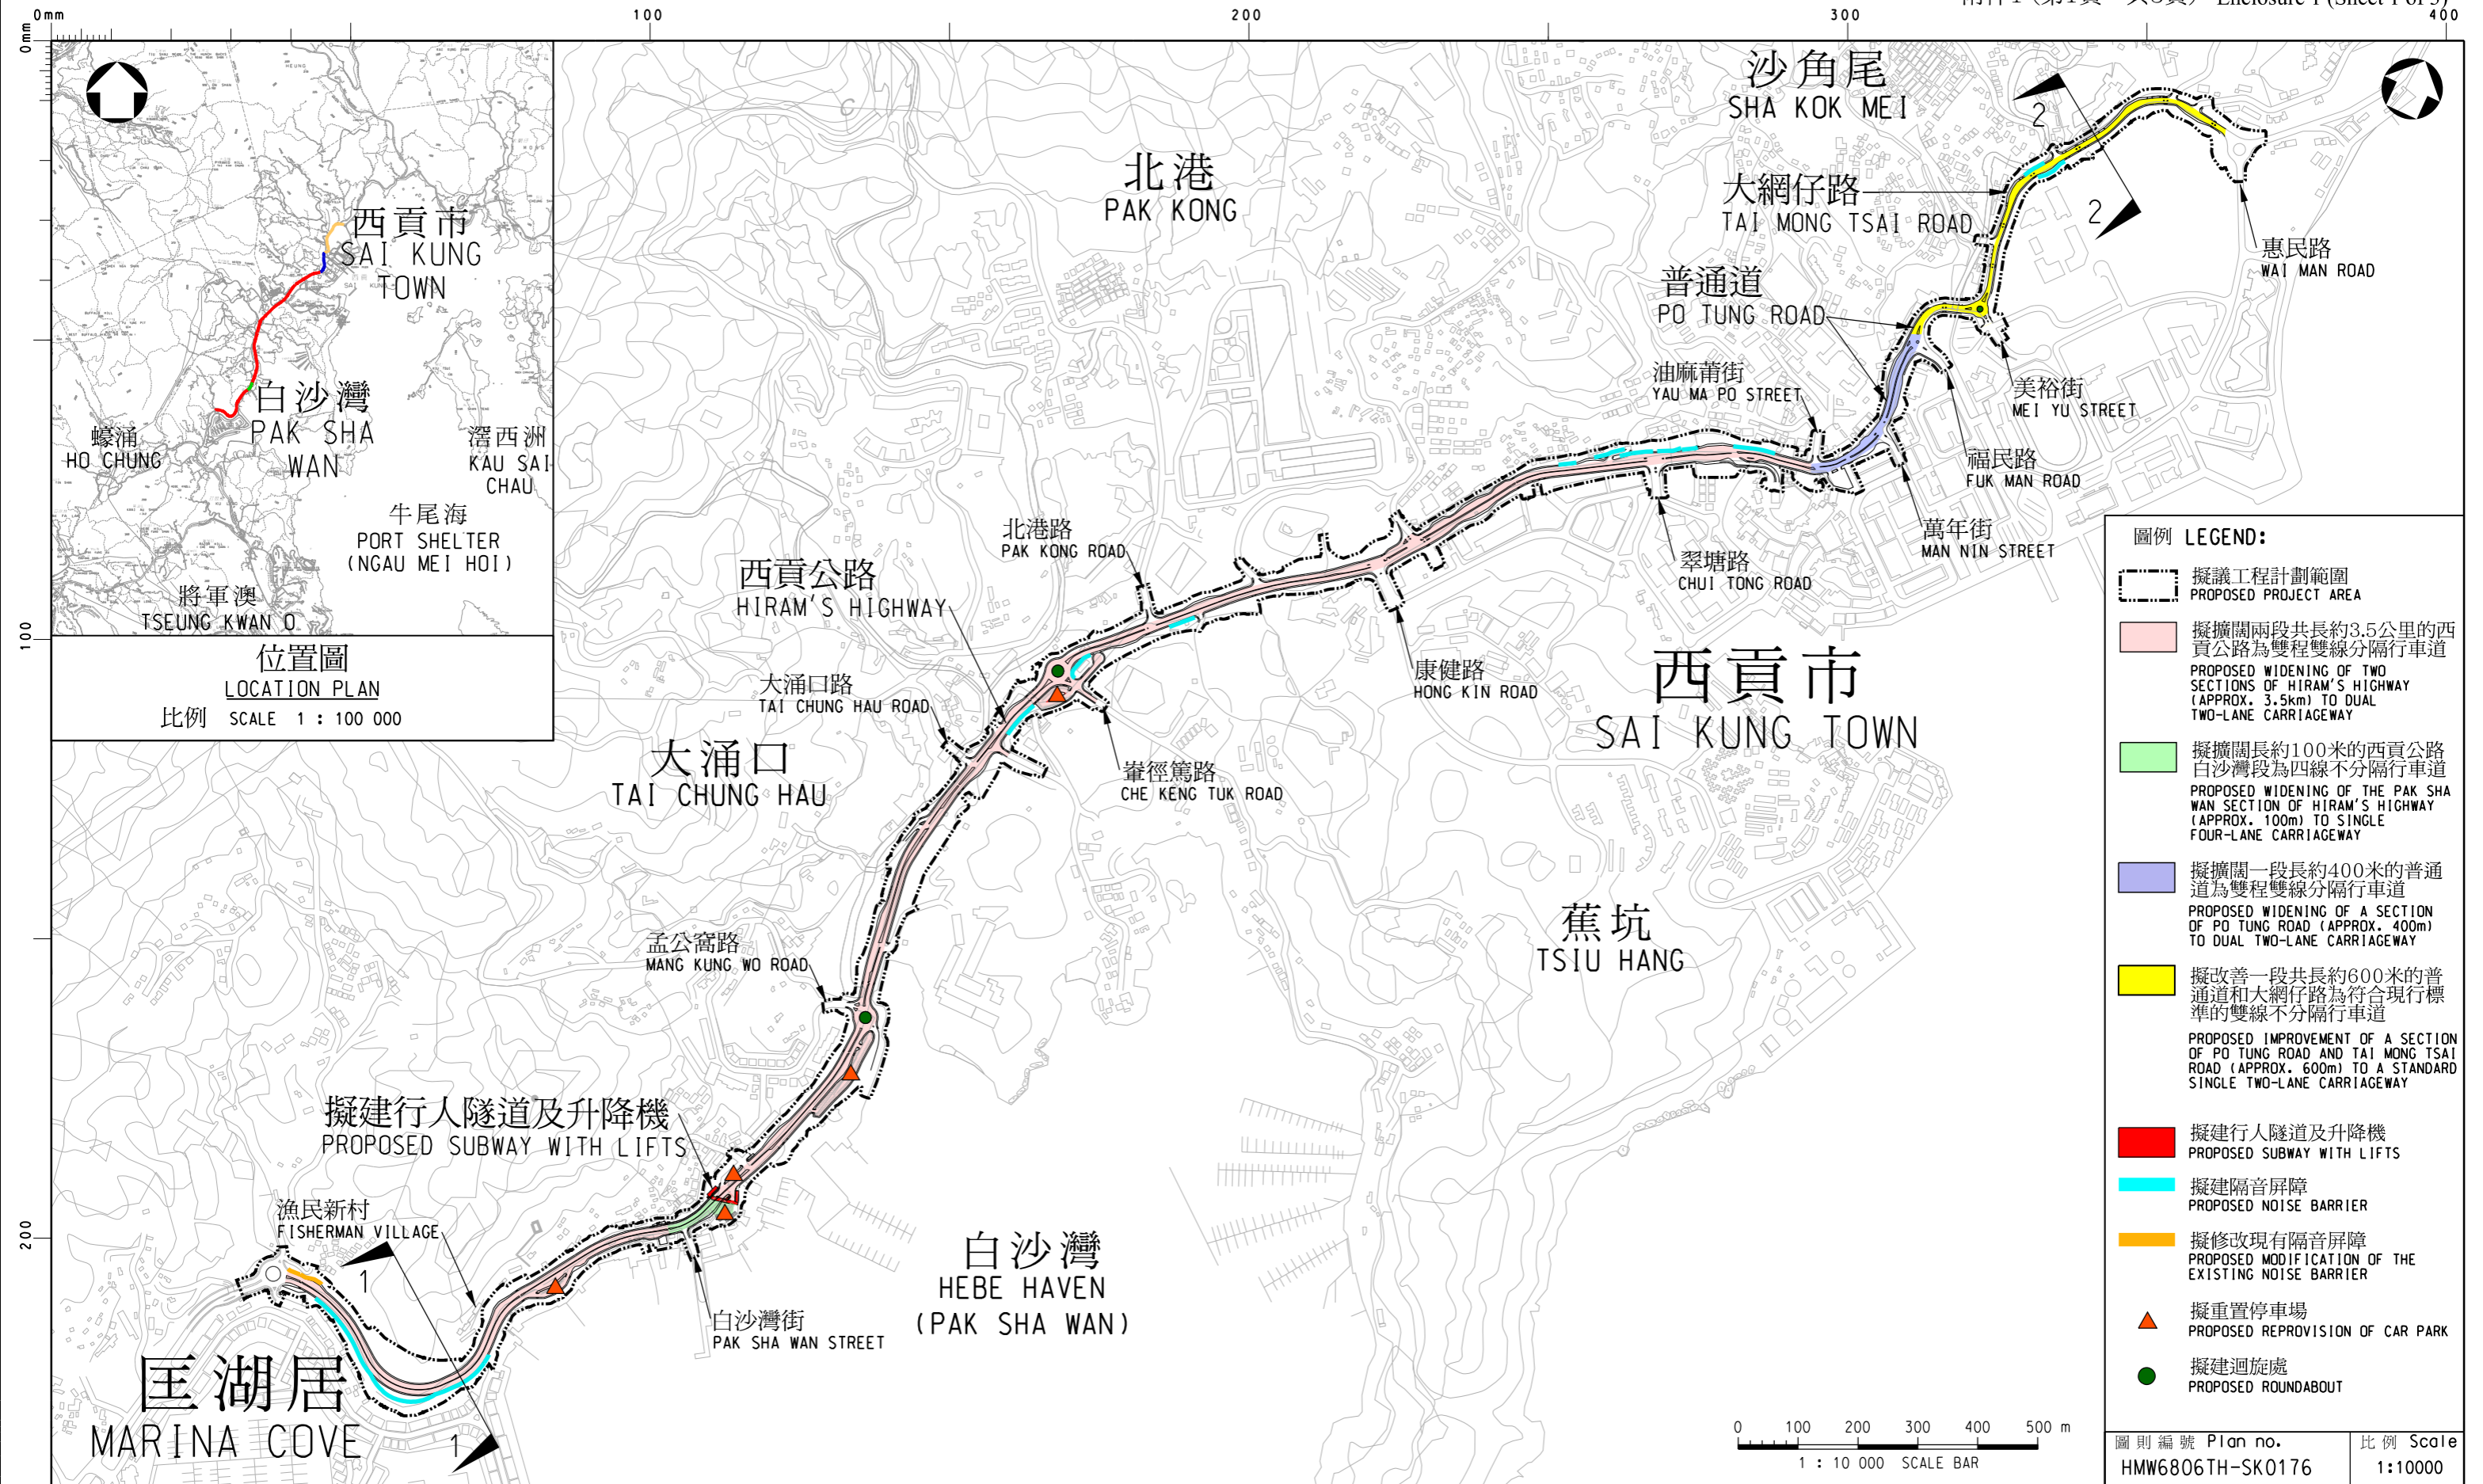 附件1 (第1頁，共3頁) Enclosure 1 (Sheet 1 of 3)
0mm
100
200
300
400
0mm
100
200
西貢市
SAI KUNG
TOWN
白沙灣
PAK SHA
WAN
蠔涌
HO CHUNG
滘西洲
KAU SAI
CHAU
牛尾海
PORT SHELTER
(NGAU MEI HOI)
將軍澳
TSEUNG KWAN O
位置圖
LOCATION PLAN
比例 SCALE 1 : 100 000
沙角尾
SHA KOK MEI
北港
PAK KONG
大網仔路
TAI MONG TSAI ROAD
2
2
惠民路
WAI MAN ROAD
普通道
PO TUNG ROAD
油麻莆街
YAU MA PO STREET
美裕街
MEI YU STREET
福民路
FUK MAN ROAD
萬年街
MAN NIN STREET
翠塘路
CHUI TONG ROAD
北港路
PAK KONG ROAD
西貢公路
HIRAM'S HIGHWAY
康健路
HONG KIN ROAD
大涌口路
TAI CHUNG HAU ROAD
西貢市
SAI KUNG TOWN
大涌口
TAI CHUNG HAU
輋徑篤路
CHE KENG TUK ROAD
孟公窩路
MANG KUNG WO ROAD
蕉坑
TSIU HANG
擬建行人隧道及升降機
PROPOSED SUBWAY WITH LIFTS
漁民新村
FISHERMAN VILLAGE
1
1
白沙灣
HEBE HAVEN
(PAK SHA WAN)
白沙灣街
PAK SHA WAN STREET
匡湖居
MARINA COVE
0 100 200 300 400 500 m
1 : 10 000 SCALE BAR
圖例 LEGEND:
擬議工程計劃範圍
PROPOSED PROJECT AREA
擬擴闊兩段共長約3.5公里的西
貢公路為雙程雙線分隔行車道
PROPOSED WIDENING OF TWO
SECTIONS OF HIRAM'S HIGHWAY
(APPROX. 3.5km) TO DUAL
TWO-LANE CARRIAGEWAY
擬擴闊長約100米的西貢公路
白沙灣段為四線不分隔行車道
PROPOSED WIDENING OF THE PAK SHA
WAN SECTION OF HIRAM'S HIGHWAY
(APPROX. 100m) TO SINGLE
FOUR-LANE CARRIAGEWAY
擬擴闊一段長約400米的普通
道為雙程雙線分隔行車道
PROPOSED WIDENING OF A SECTION
OF PO TUNG ROAD (APPROX. 400m)
TO DUAL TWO-LANE CARRIAGEWAY
擬改善一段共長約600米的普
通道和大網仔路為符合現行標
準的雙線不分隔行車道
PROPOSED IMPROVEMENT OF A SECTION
OF PO TUNG ROAD AND TAI MONG TSAI
ROAD (APPROX. 600m) TO A STANDARD
SINGLE TWO-LANE CARRIAGEWAY
擬建行人隧道及升降機
PROPOSED SUBWAY WITH LIFTS
擬建隔音屏障
PROPOSED NOISE BARRIER
擬修改現有隔音屏障
PROPOSED MODIFICATION OF THE
EXISTING NOISE BARRIER
擬重置停車場
PROPOSED REPROVISION OF CAR PARK
擬建迴旋處
PROPOSED ROUNDABOUT
圖則編號 Plan no.
HMW6806TH-SK0176
比例 Scale
1:10000